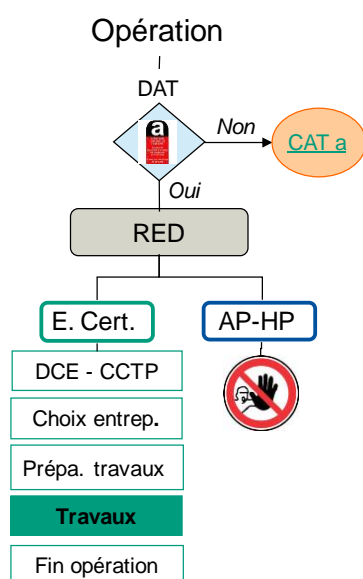 Opération
DAT
a
Non
CAT a
Oui
RED
E. Cert.
AP-HP
DCE - CCTP
Choix entrep.
Prépa. travaux
Travaux
Fin opération